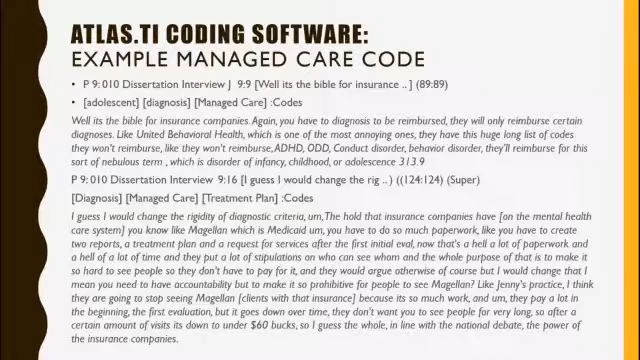 ATLAS.TI CODING SOFTWARE:
EXAMPLE MANAGED CARE CODE
• P 9: 010 Dissertation Interview J 9:9 [Well its the bible for insurance .. ] (89:89)
• [adolescent] [diagnosis] [Managed Care] :Codes
Well its the bible for insurance companies. Again, you have to diagnosis to be reimbursed, they will only reimburse certain
diagnoses. Like United Behavioral Health, which is one of the most annoying ones, they have this huge long list of codes
they won't reimburse, like they won't reimburse, ADHD, ODD, Conduct disorder, behavior disorder, they'll reimburse for this
sort of nebulous term , which is disorder of infancy, childhood, or adolescence 313.9
P 9: 010 Dissertation Interview 9:16 [I guess I would change the rig .. ) ((124:124) (Super)
[Diagnosis] [Managed Care] [Treatment Plan] :Codes
I guess I would change the rigidity of diagnostic criteria, um, The hold that insurance companies have [on the mental health
care system] you know like Magellan which is Medicaid um, you have to do so much paperwork, like you have to create
two reports, a treatment plan and a request for services after the first initial eval, now that's a hell a lot of paperwork and
a hell of a lot of time and they put a lot of stipulations on who can see whom and the whole purpose of that is to make it
so hard to see people so they don't have to pay for it, and they would argue otherwise of course but I would change that I
mean you need to have accountability but to make it so prohibitive for people to see Magellan? Like Jenny's practice, I think
they are going to stop seeing Magellan [clients with that insurance] because its so much work, and um, they pay a lot in
the beginning, the first evaluation, but it goes down over time, they don't want you to see people for very long, so after a
certain amount of visits its down to under $60 bucks, so I guess the whole, in line with the national debate, the power of
the insurance companies.